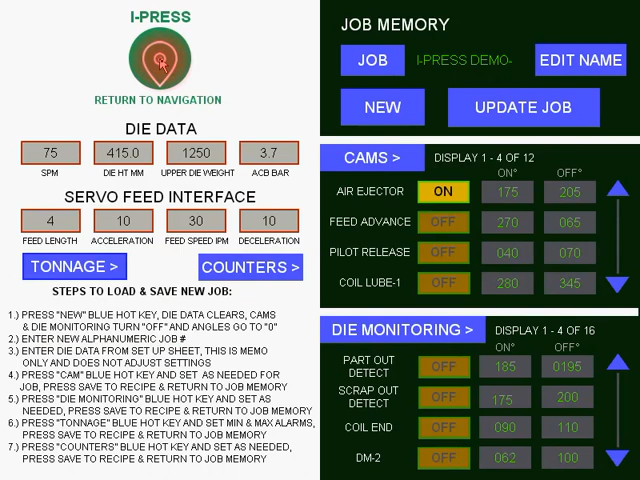 I-PRESS
RETURN TO NAVIGATION
DIE DATA
75 415.0 1250 3.7
SPM DIE HT MM UPPER DIE WEIGHT ACB BAR
SERVO FEED INTERFACE
4 10 30 10
FEED LENGTH ACCELERATION FEED SPEED IPM DECELERATION
TONNAGE > COUNTERS >
STEPS TO LOAD & SAVE NEW JOB:
1.) PRESS "NEW" BLUE HOT KEY, DIE DATA CLEARS, CAMS
& DIE MONITORING TURN "OFF" AND ANGLES GO TO "0"
2.) ENTER NEW ALPHANUMERIC JOB #
3.) ENTER DIE DATA FROM SET UP SHEET, THIS IS MEMO
ONLY AND DOES NOT ADJUST SETTINGS
4.) PRESS "CAM" BLUE HOT KEY AND SET AS NEEDED FOR
JOB, PRESS SAVE TO RECIPE & RETURN TO JOB MEMORY
5.) PRESS "DIE MONITORING" BLUE HOT KEY AND SET AS
NEEDED, PRESS SAVE TO RECIPE & RETURN TO JOB MEMORY
6.) PRESS "TONNAGE" BLUE HOT KEY AND SET MIN & MAX ALARMS,
PRESS SAVE TO RECIPE & RETURN TO JOB MEMORY
7.) PRESS "COUNTERS" BLUE HOT KEY AND SET AS NEEDED,
PRESS SAVE TO RECIPE & RETURN TO JOB MEMORY
JOB MEMORY
JOB I-PRESS DEMO- EDIT NAME
NEW UPDATE JOB
CAMS > DISPLAY 1 - 4 OF 12
ON° OFF°
AIR EJECTOR ON 175 205
FEED ADVANCE OFF 270 065
PILOT RELEASE OFF 040 070
COIL LUBE-1 OFF 280 345
DIE MONITORING > DISPLAY 1 - 4 OF 16
ON° OFF°
PART OUT
DETECT OFF 185 0195
SCRAP OUT
DETECT OFF 175 200
COIL END OFF 090 110
DM-2 OFF 062 100